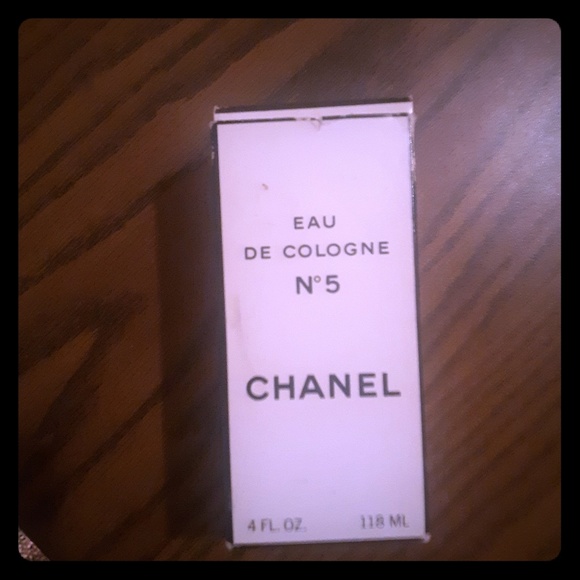 EAU
DE COLOGNE
N°5
CHANEL
4 FL. OZ. 118 ML